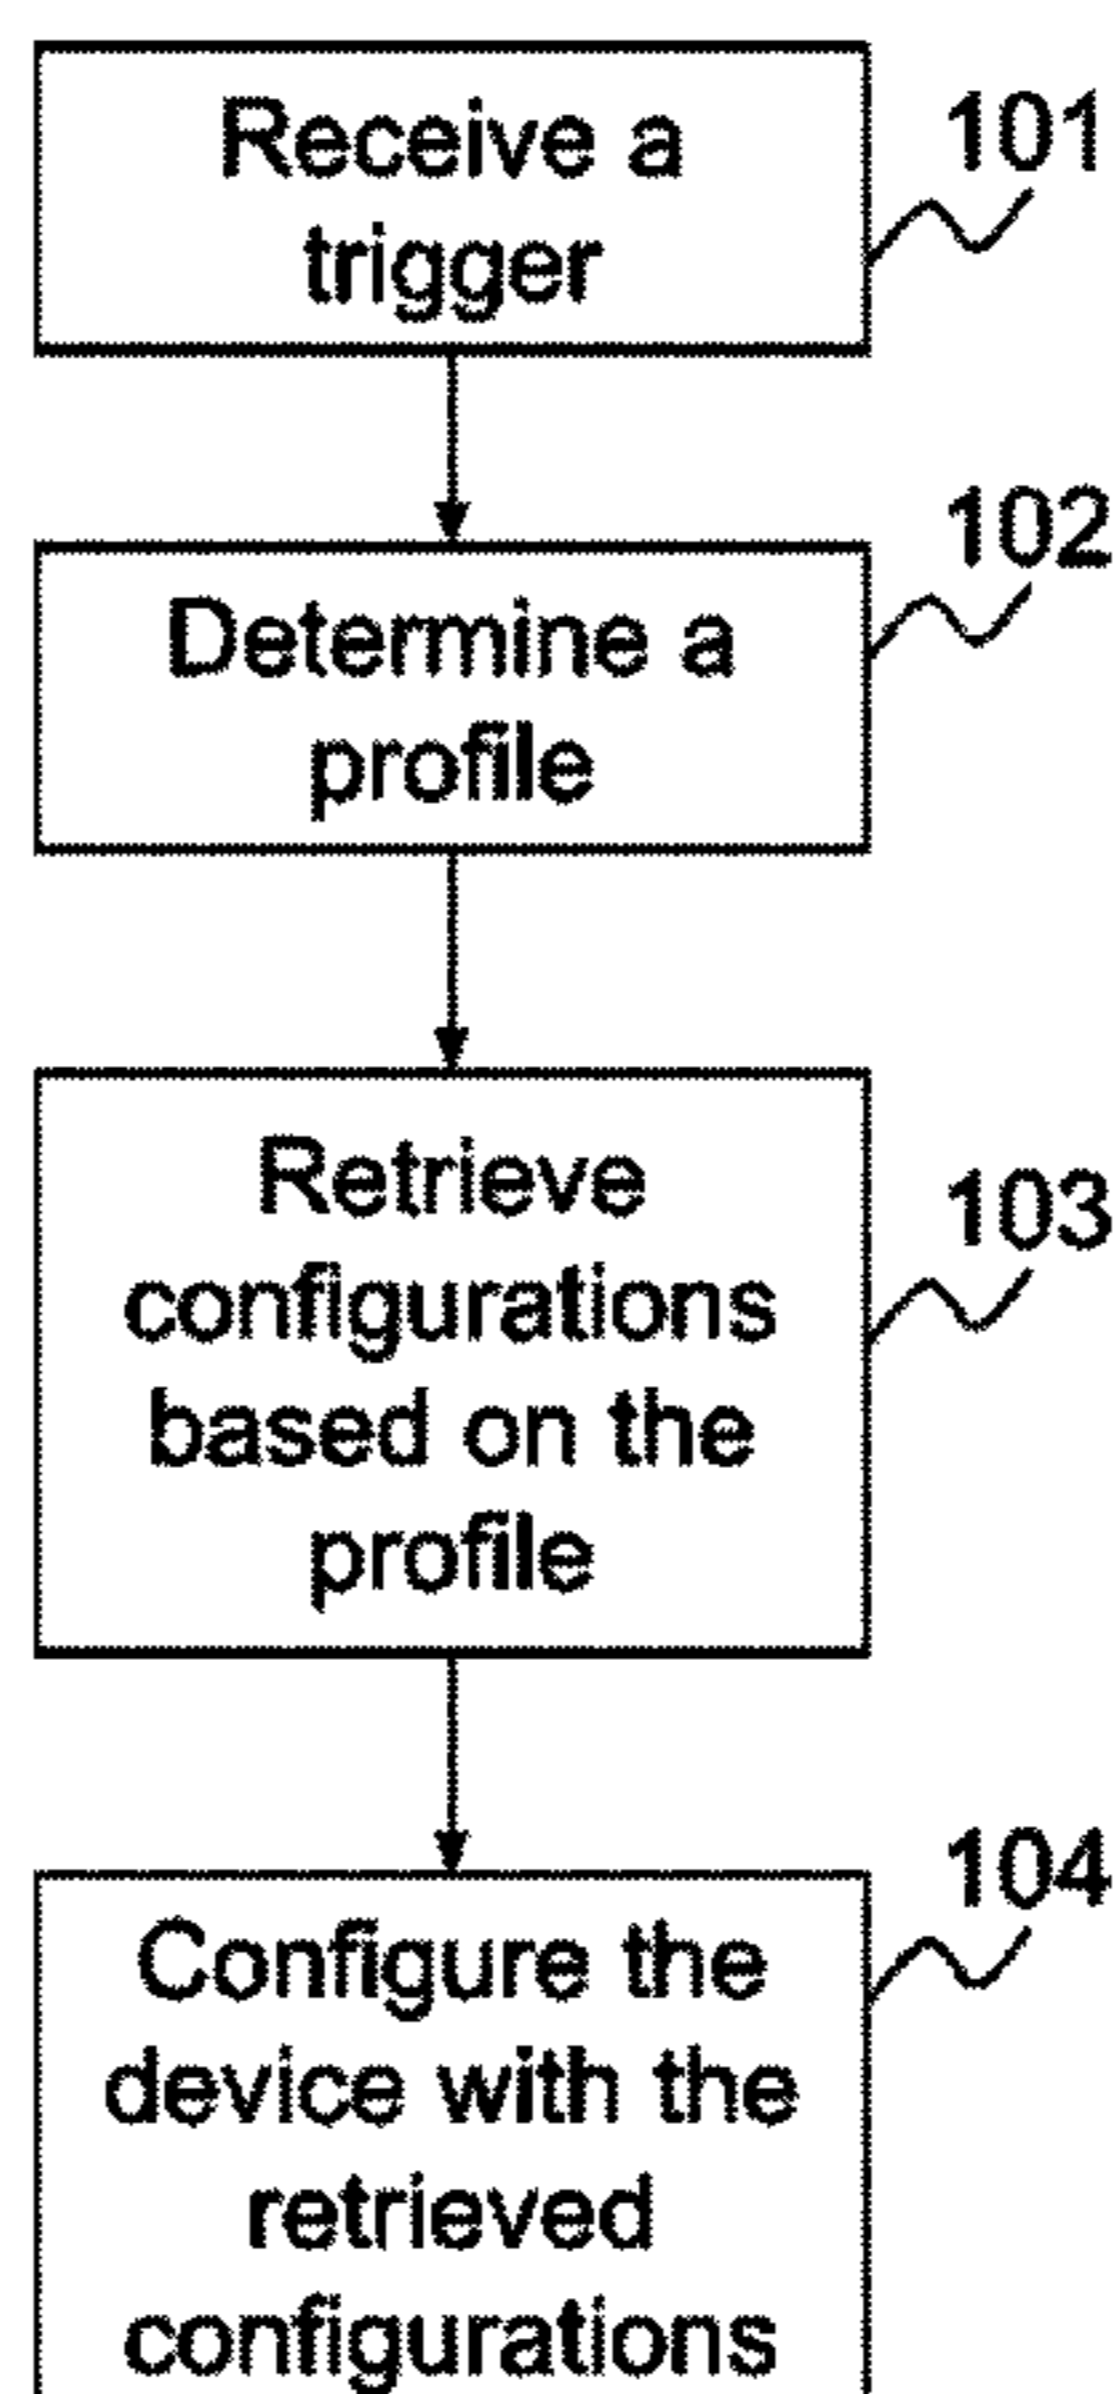 Receive a
trigger
101
Determine a
profile
102
Retrieve
configurations
based on the
profile
103
Configure the
device with the
retrieved
configurations
104